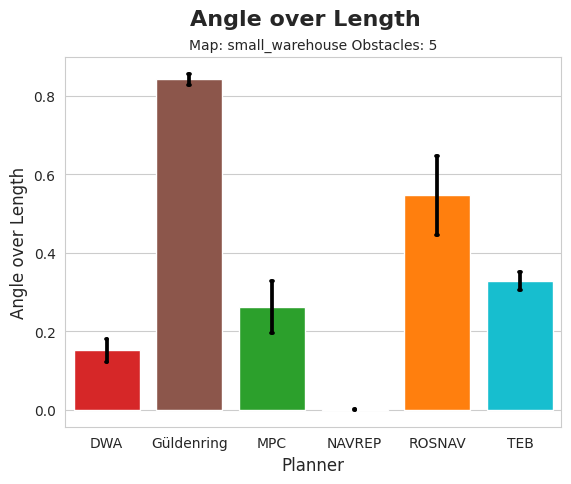 Angle over Length
Map: small_warehouse Obstacles: 5
Angle over Length
0.8
0.6
0.4
0.2
0.0
DWA Güldenring MPC NAVREP ROSNAV TEB
Planner